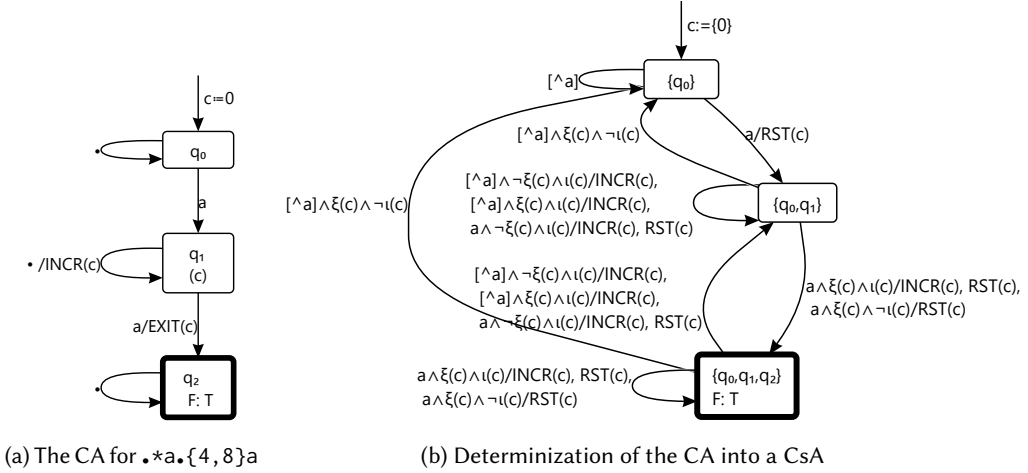 c≔0
•
q₀
a
• /INCR(c)
q₁
(c)
a/EXIT(c)
•
q₂
F: T
(a) The CA for .*a.{4,8}a
c:={0}
[^a]
{q₀}
[^a]∧ξ(c)∧¬ι(c)
a/RST(c)
[^a]∧ξ(c)∧¬ι(c)
[^a]∧¬ξ(c)∧ι(c)/INCR(c),
[^a]∧ξ(c)∧ι(c)/INCR(c),
a∧¬ξ(c)∧ι(c)/INCR(c), RST(c)
{q₀,q₁}
[^a]∧¬ξ(c)∧ι(c)/INCR(c),
[^a]∧ξ(c)∧ι(c)/INCR(c),
a∧¬ξ(c)∧ι(c)/INCR(c), RST(c)
a∧ξ(c)∧ι(c)/INCR(c), RST(c),
a∧ξ(c)∧¬ι(c)/RST(c)
a∧ξ(c)∧ι(c)/INCR(c), RST(c),
a∧ξ(c)∧¬ι(c)/RST(c)
{q₀,q₁,q₂}
F: T
(b) Determinization of the CA into a CsA